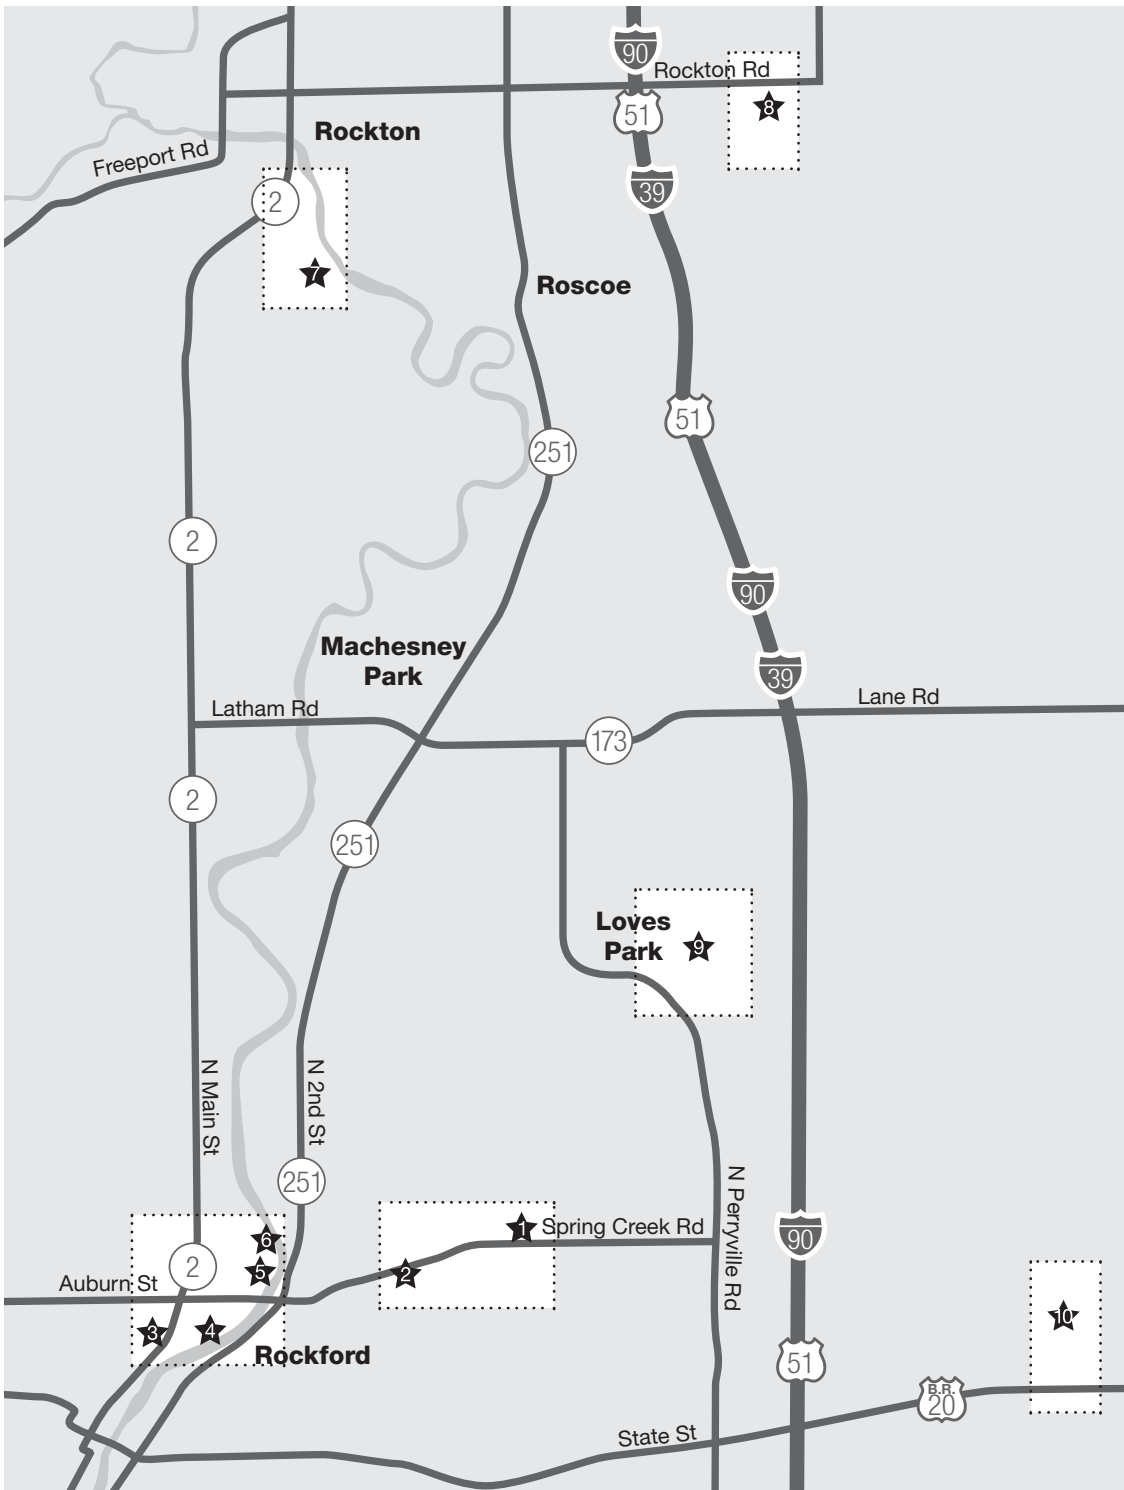 90
Rockton Rd
51
8
Rockton
Freeport Rd
39
2
7
Roscoe
51
251
2
90
Machesney
Park
39
Lane Rd
Latham Rd
173
2
251
Loves
Park
9
N Main St
N 2nd St
251
N Perryville Rd
1
Spring Creek Rd
6
90
2
5
2
Auburn St
10
3
4
Rockford
51
B.R.
20
State St